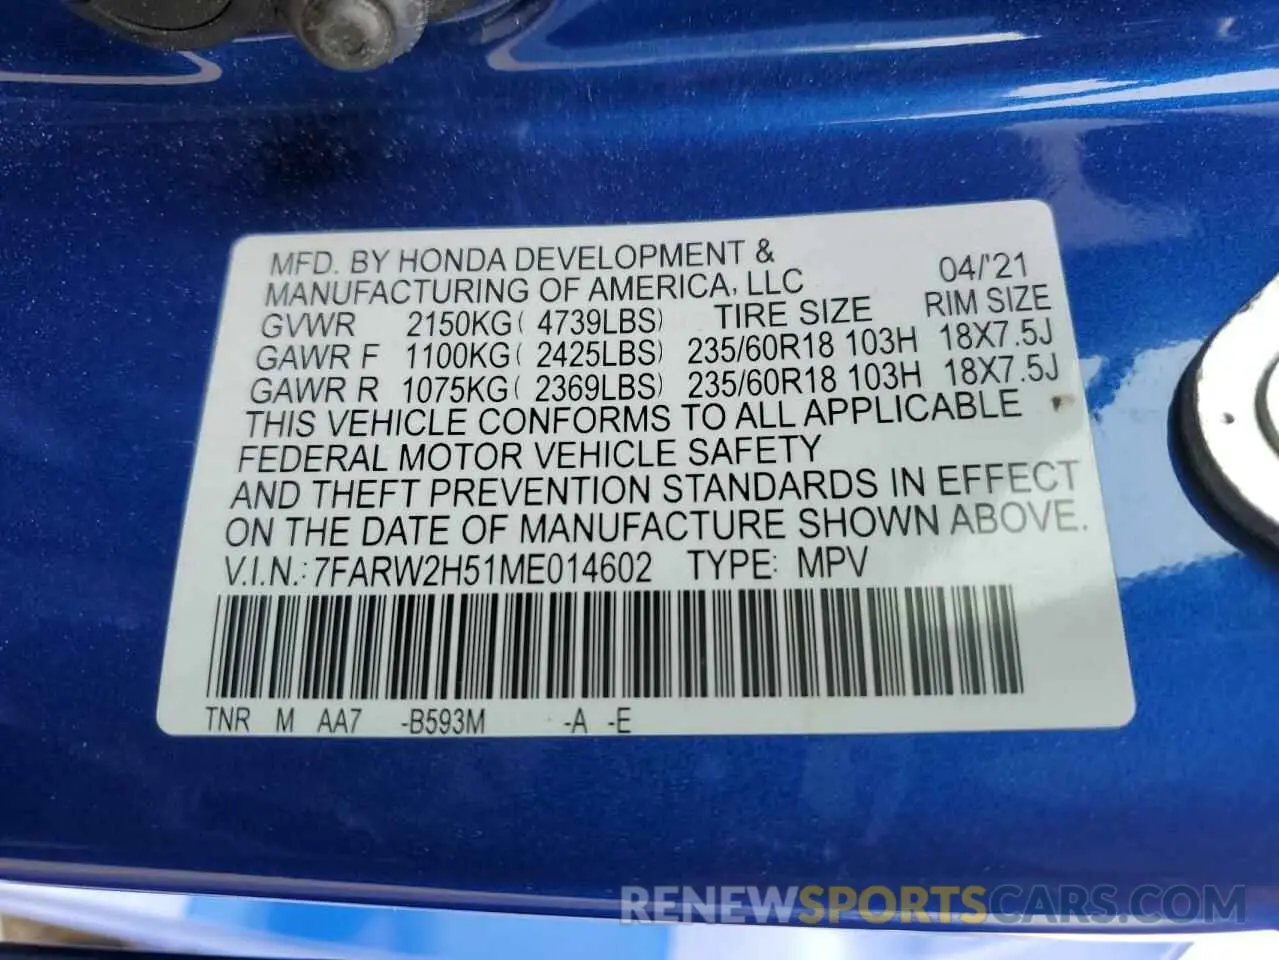 MFD. BY HONDA DEVELOPMENT &
MANUFACTURING OF AMERICA, LLC 04/'21
GVWR 2150KG( 4739LBS) TIRE SIZE RIM SIZE
GAWR F 1100KG( 2425LBS) 235/60R18 103H 18X7.5J
GAWR R 1075KG( 2369LBS) 235/60R18 103H 18X7.5J
THIS VEHICLE CONFORMS TO ALL APPLICABLE
FEDERAL MOTOR VEHICLE SAFETY
AND THEFT PREVENTION STANDARDS IN EFFECT
ON THE DATE OF MANUFACTURE SHOWN ABOVE.
V.I.N.: 7FARW2H51ME014602 TYPE: MPV
TNR M AA7 -B593M -A -E
RENEWSPORTSCARS.COM